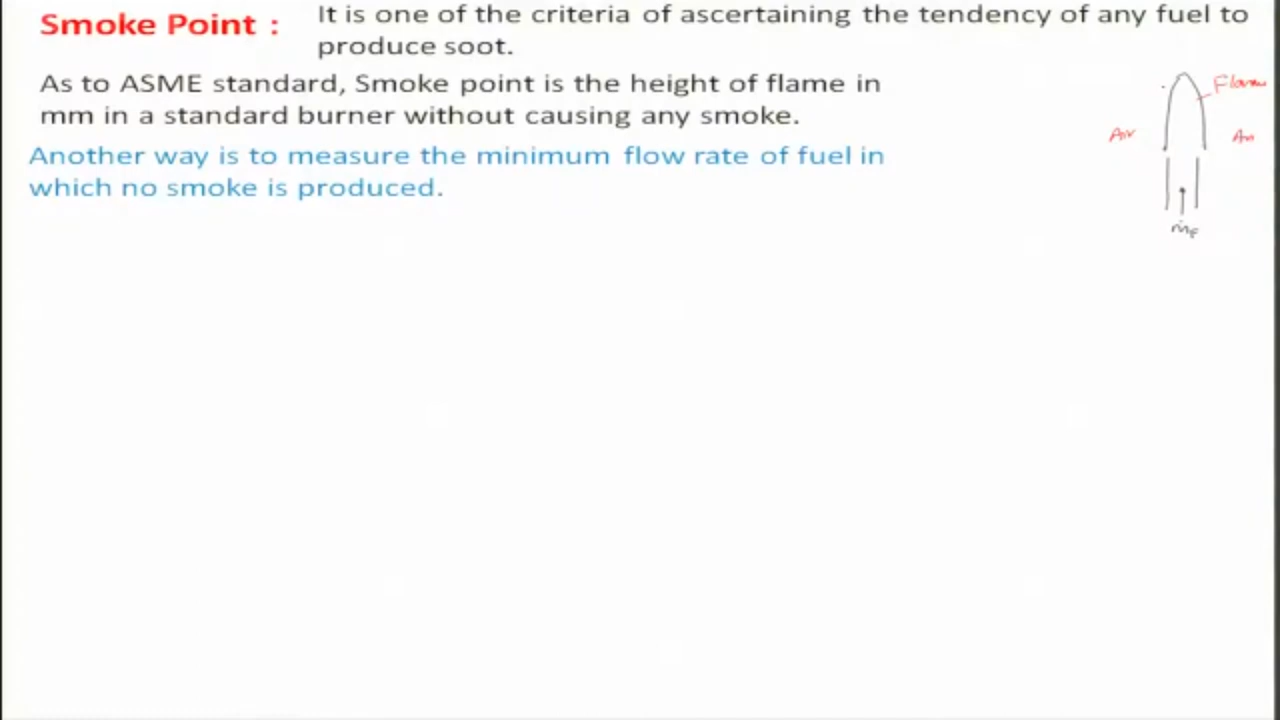 Smoke Point : It is one of the criteria of ascertaining the tendency of any fuel to
produce soot.
As to ASME standard, Smoke point is the height of flame in
mm in a standard burner without causing any smoke.
Another way is to measure the minimum flow rate of fuel in
which no smoke is produced.
Flame
Air
ṁF